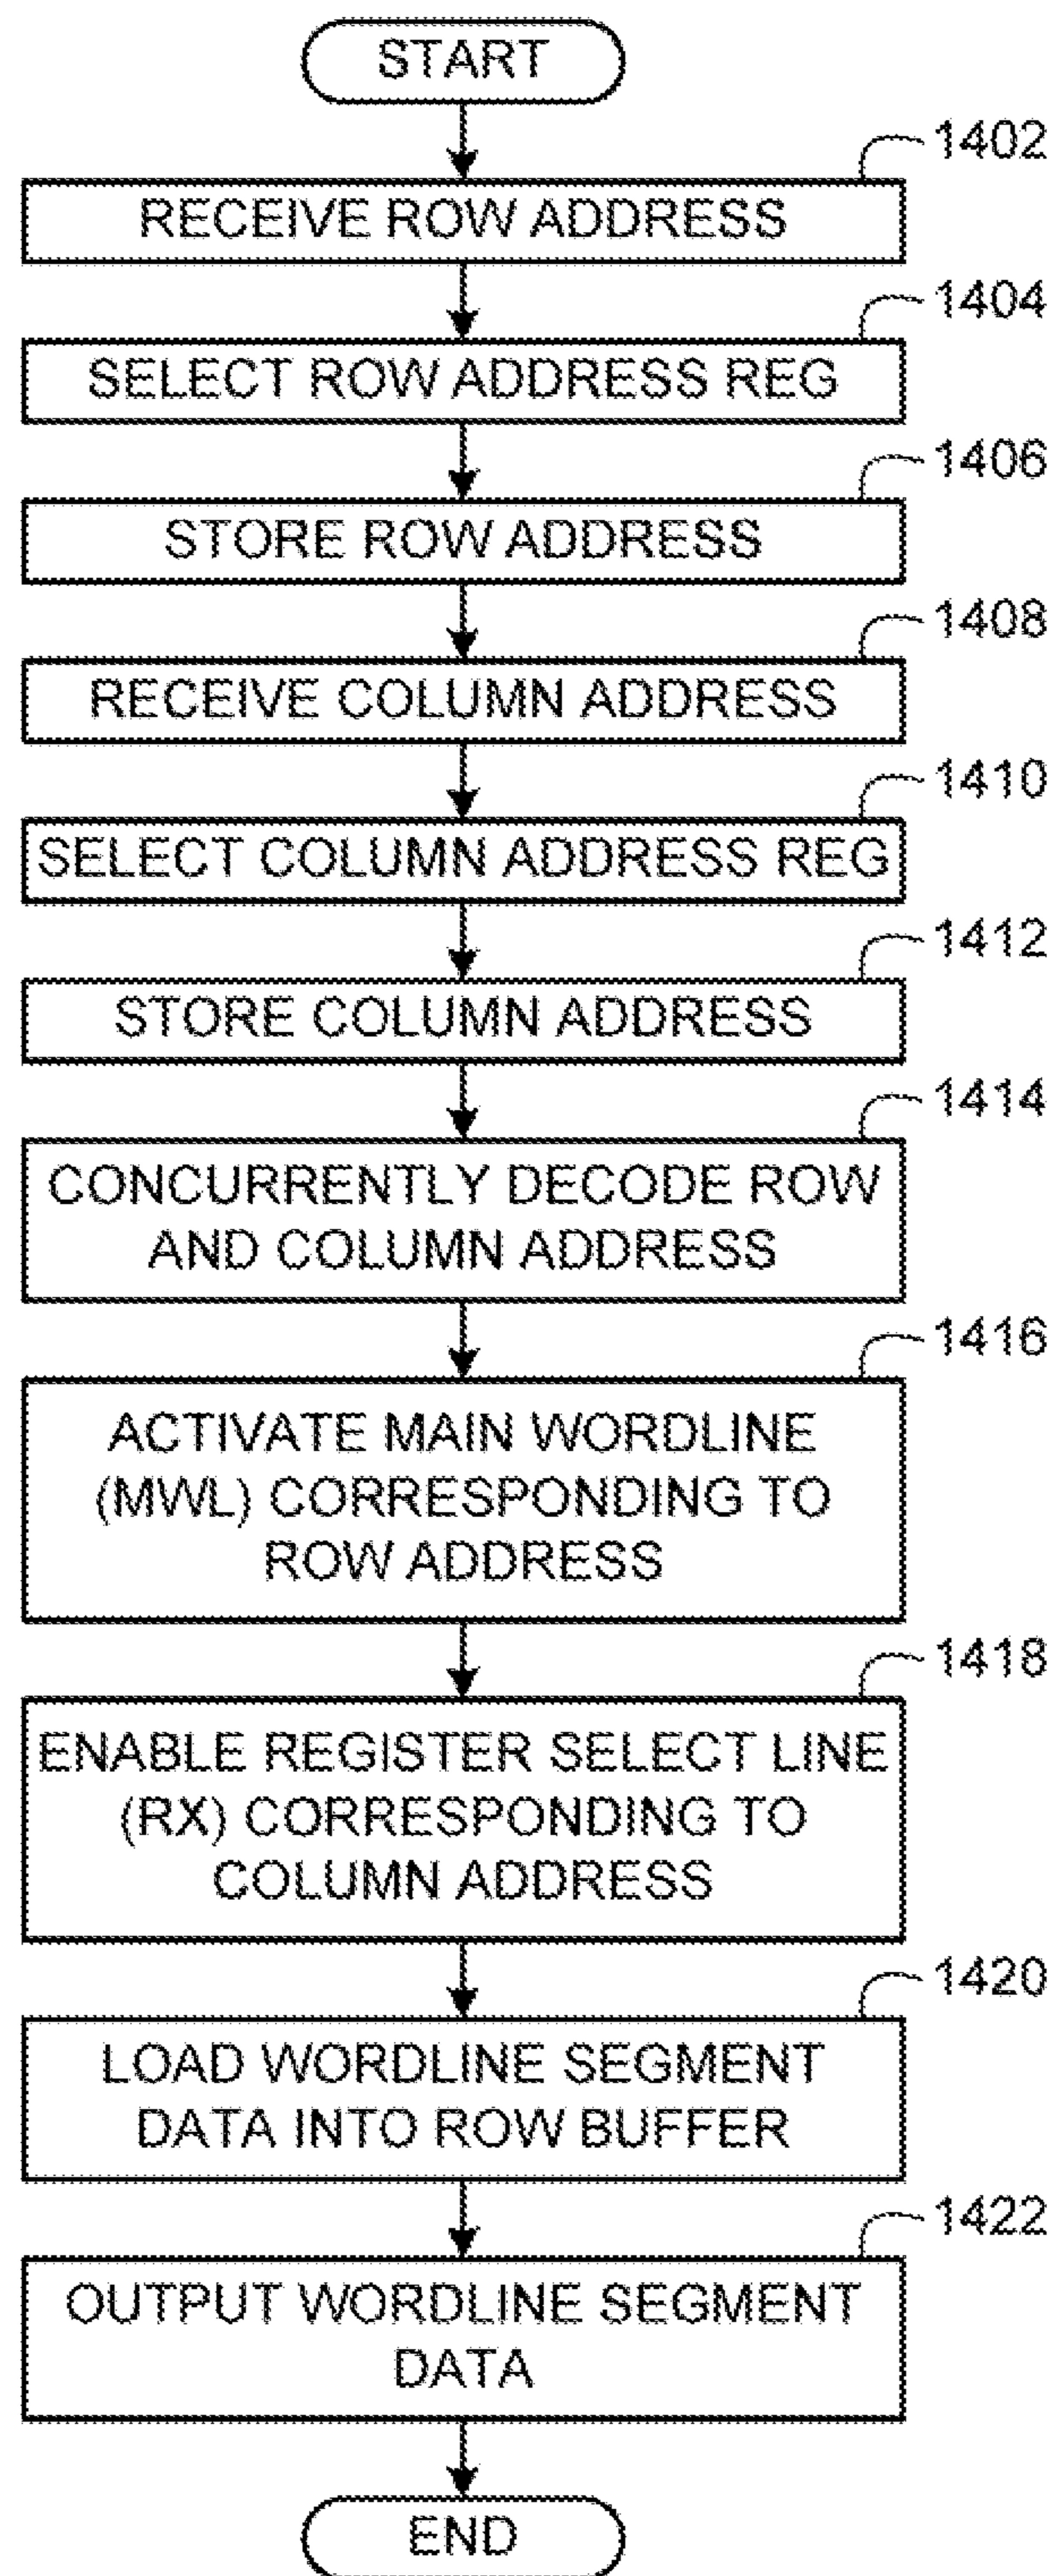 START
1402
RECEIVE ROW ADDRESS
1404
SELECT ROW ADDRESS REG
1406
STORE ROW ADDRESS
1408
RECEIVE COLUMN ADDRESS
1410
SELECT COLUMN ADDRESS REG
1412
STORE COLUMN ADDRESS
1414
CONCURRENTLY DECODE ROW
AND COLUMN ADDRESS
1416
ACTIVATE MAIN WORDLINE
(MWL) CORRESPONDING TO
ROW ADDRESS
1418
ENABLE REGISTER SELECT LINE
(RX) CORRESPONDING TO
COLUMN ADDRESS
1420
LOAD WORDLINE SEGMENT
DATA INTO ROW BUFFER
1422
OUTPUT WORDLINE SEGMENT
DATA
END